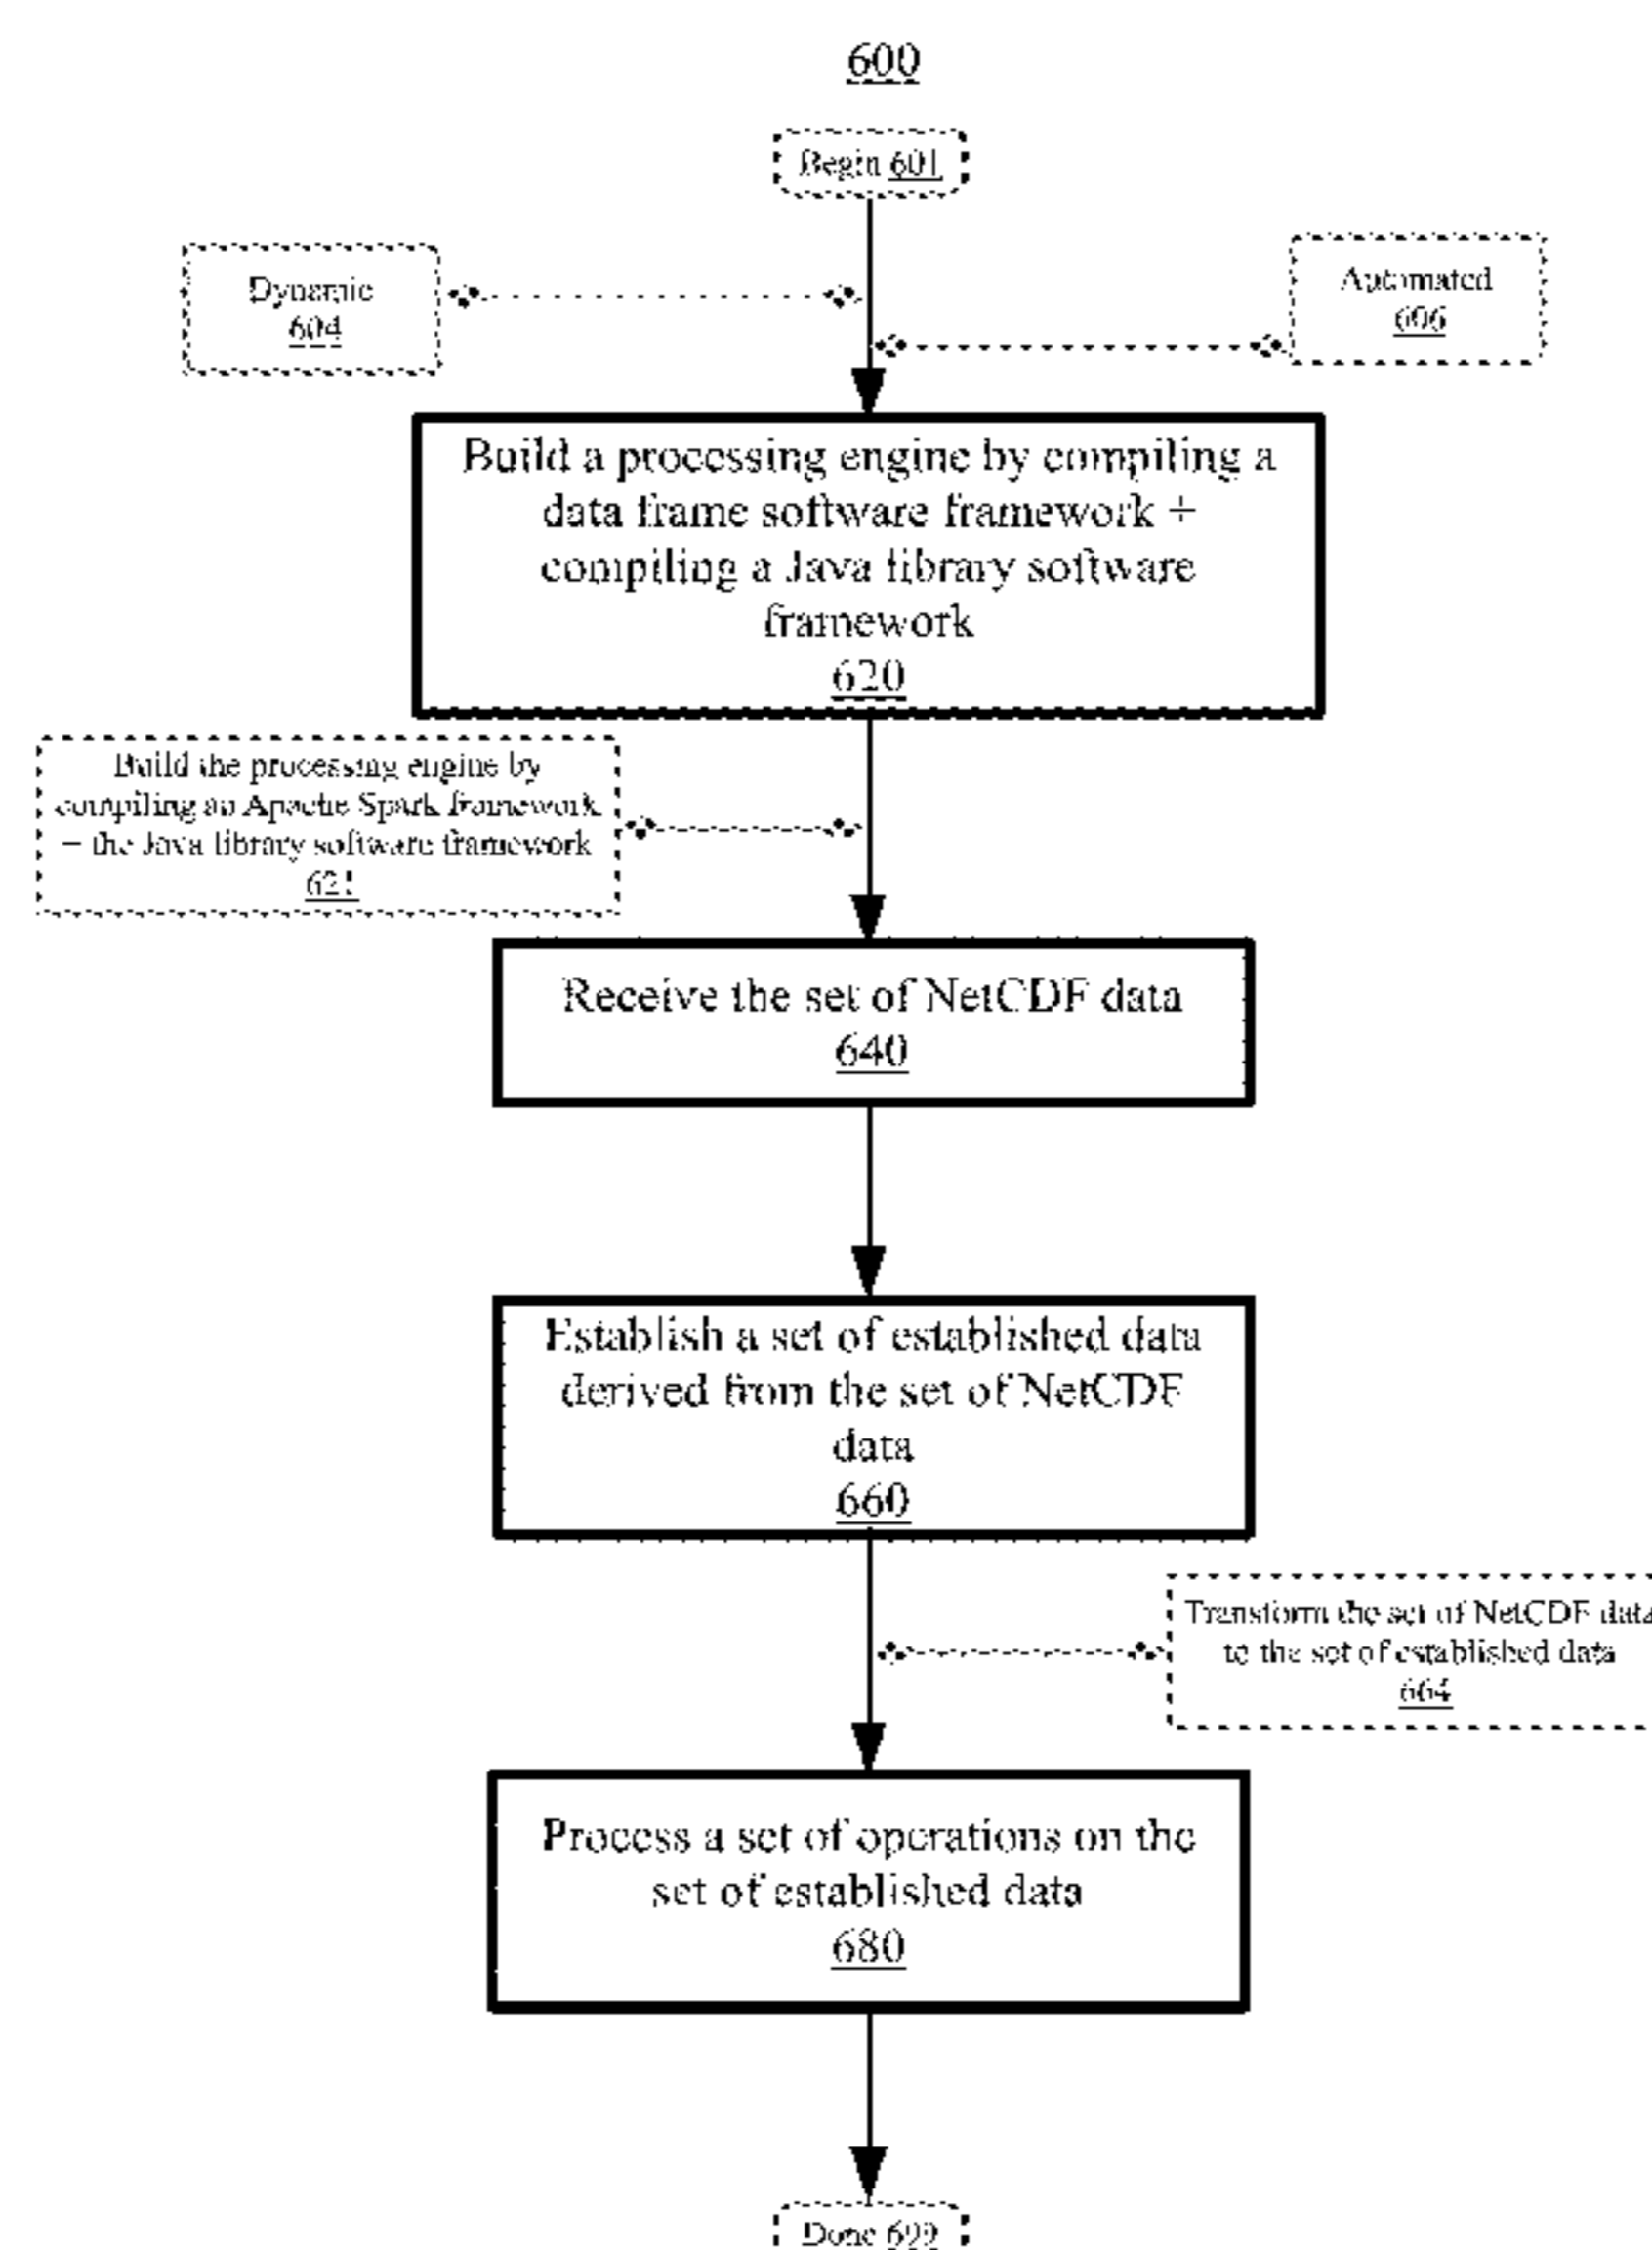 600
Begin 601
Dynamic
604
Automated
606
Build a processing engine by compiling a
data frame software framework +
compiling a Java library software
framework
620
Build the processing engine by
compiling an Apache Spark framework
+ the Java library software framework
621
Receive the set of NetCDF data
640
Establish a set of established data
derived from the set of NetCDF
data
660
Transform the set of NetCDF data
to the set of established data
664
Process a set of operations on the
set of established data
680
Done 699